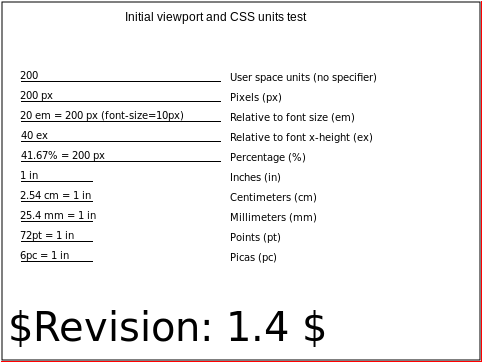 Initial viewport and CSS units test
200 User space units (no specifier)
200 px Pixels (px)
20 em = 200 px (font-size=10px) Relative to font size (em)
40 ex Relative to font x-height (ex)
41.67% = 200 px Percentage (%)
1 in Inches (in)
2.54 cm = 1 in Centimeters (cm)
25.4 mm = 1 in Millimeters (mm)
72pt = 1 in Points (pt)
6pc = 1 in Picas (pc)
$Revision: 1.4 $